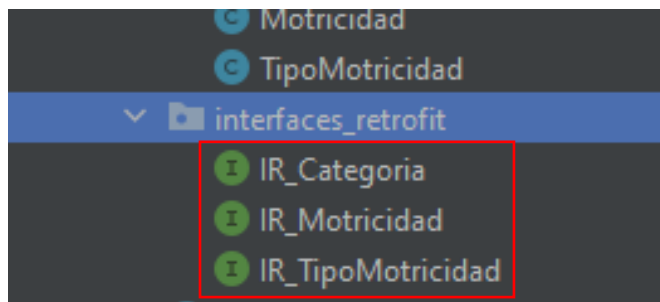 Motricidad
TipoMotricidad
interfaces_retrofit
IR_Categoria
IR_Motricidad
IR_TipoMotricidad